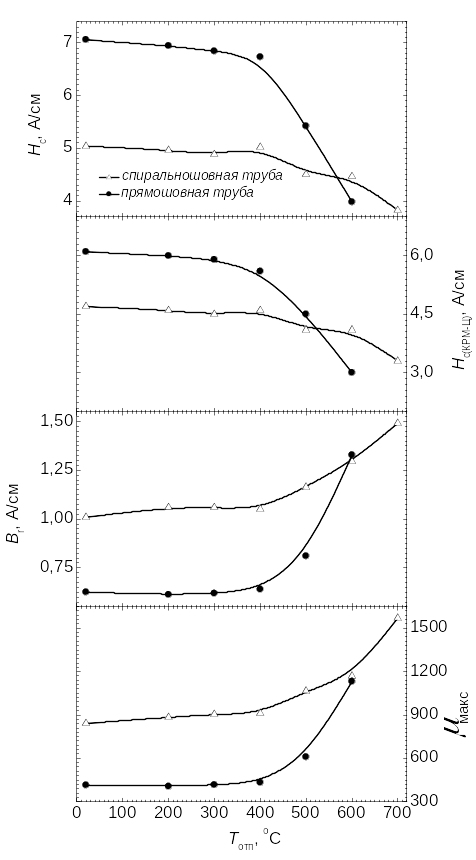 7
6
5
4
H_c, А/см
спиральношовная труба
прямошовная труба
6,0
4,5
3,0
H_c(КРМ-Ц), А/см
1,50
1,25
1,00
0,75
B_r, А/см
1500
1200
900
600
300
μ_макс
0 100 200 300 400 500 600 700
T_отп, °С